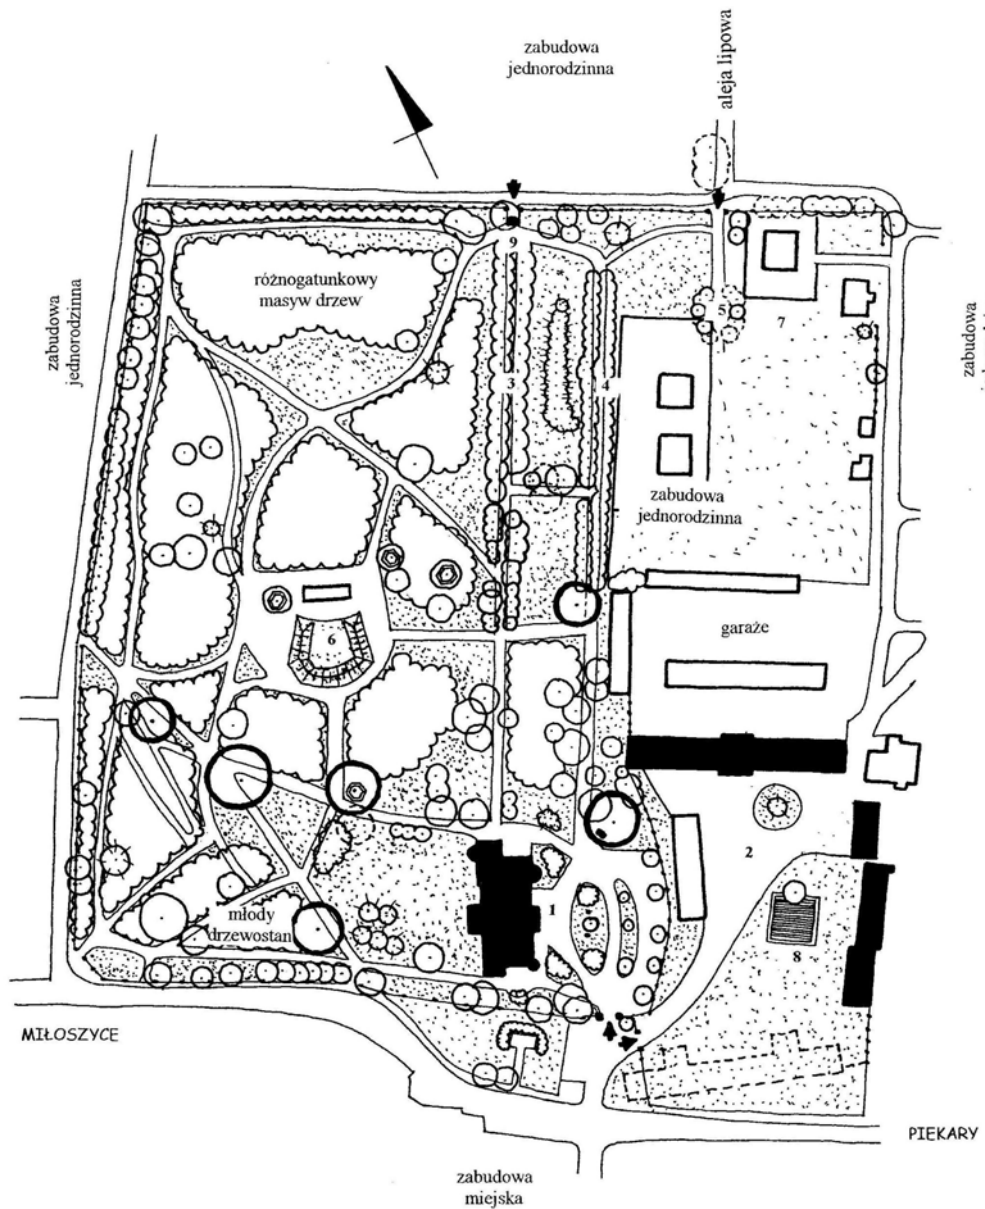 zabudowa
jednorodzinna
aleja lipowa
różnogatunkowy
masyw drzew
zabudowa
jednorodzinna
zabudowa
9
5
7
3
4
zabudowa
jednorodzinna
garaże
6
2
1
młody
drzewostan
8
MIŁOSZYCE
PIEKARY
zabudowa
miejska